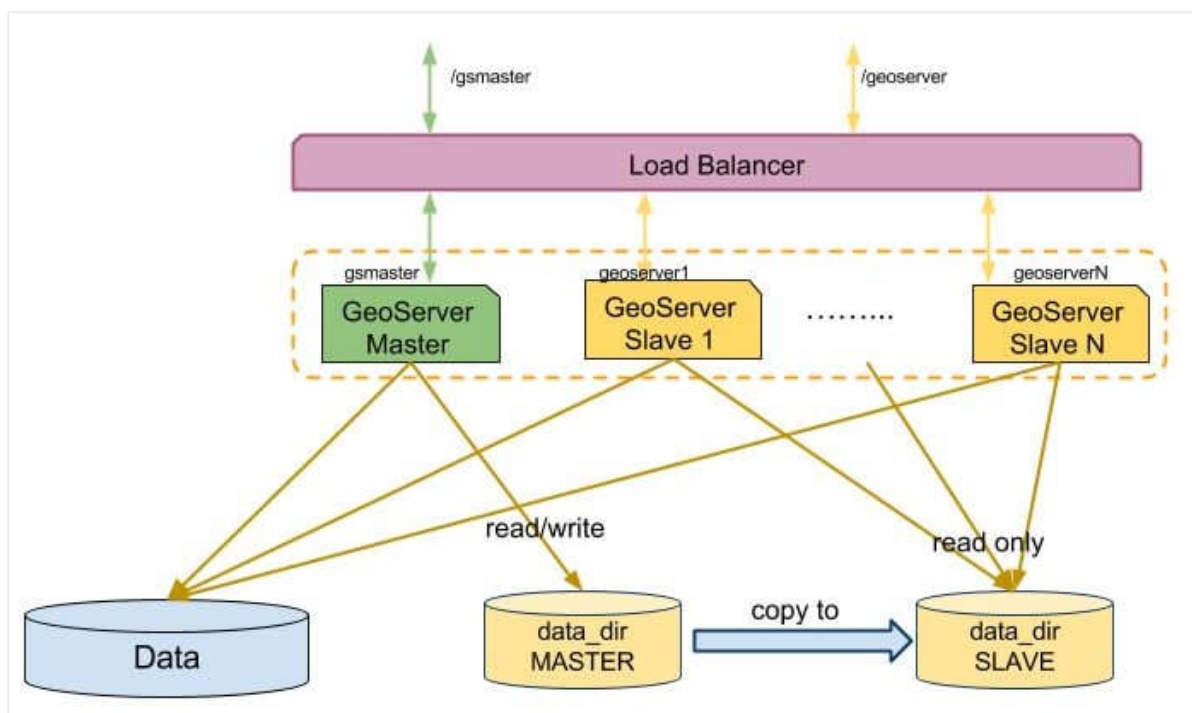 /gsmaster
/geoserver
Load Balancer
gsmaster
geoserver1
geoserverN
GeoServer
Master
GeoServer
Slave 1
.........
GeoServer
Slave N
read/write
read only
Data
data_dir
MASTER
copy to
data_dir
SLAVE